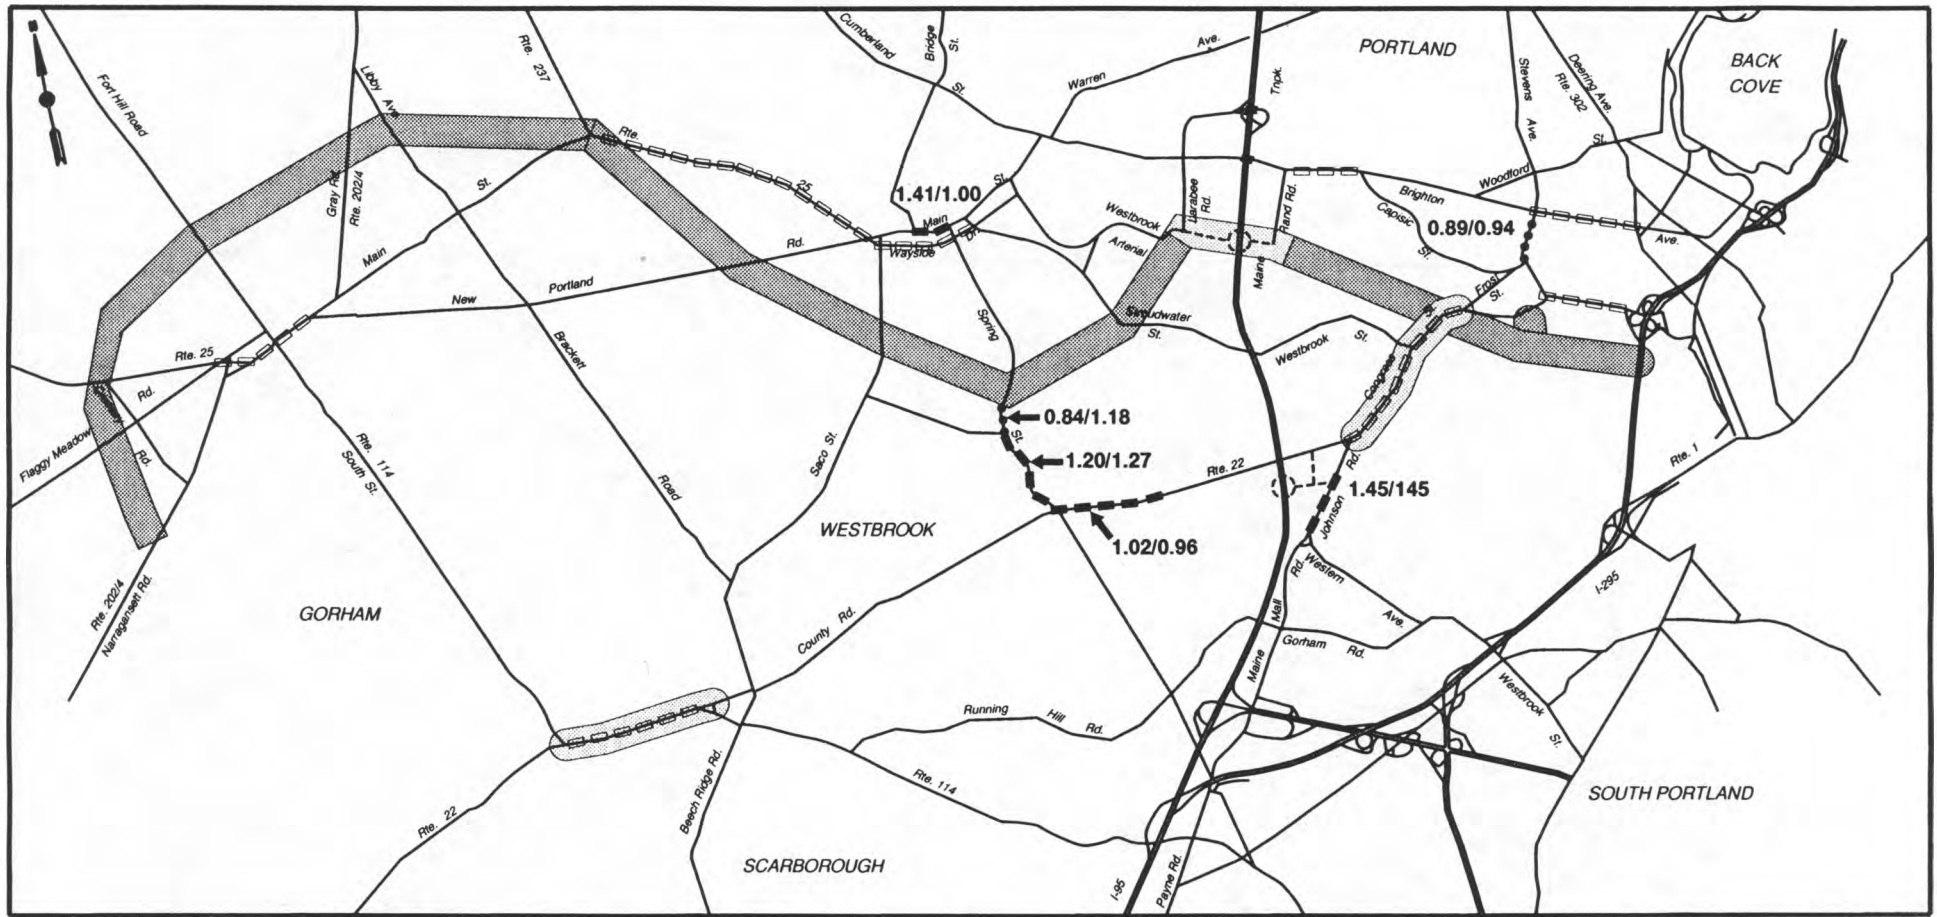 Cumberland
St.
Bridge
St.
Warren
Ave.
PORTLAND
Stevens
Ave.
Deering Ave.
Rte. 302
BACK
COVE
Fort Hill Road
Libby Ave.
Rte. 237
Tnpk.
Rte.
25
Gray Rd.
Rte. 202/4
St.
Main
1.41/1.00
St.
Main
Dr.
Wayside
Rd.
Portland
New
Westbrook
Arterial
Larabee
Rd.
Maine
Rand Rd.
Woodford
St.
Brighton
Ave.
Capisic
St.
0.89/0.94
Frost
St.
Spring
Stroudwater
St.
Westbrook
St.
St.
Congress
Rte. 25
Rd.
Flaggy Meadow
Rd.
Brackett
Road
Rte. 114
South St.
Saco St.
0.84/1.18
St.
1.20/1.27
Rte. 22
Rd.
1.45/145
Johnson
Rte. 1
WESTBROOK
1.02/0.96
Rd.
Western
Ave.
I-295
Rte. 202/4
Narragansett Rd.
GORHAM
County Rd.
Mall
Maine
Gorham Rd.
Westbrook
St.
Running Hill Rd.
Rte. 114
Rte. 22
Beech Ridge Rd.
SCARBOROUGH
SOUTH PORTLAND
I-95
Payne Rd.